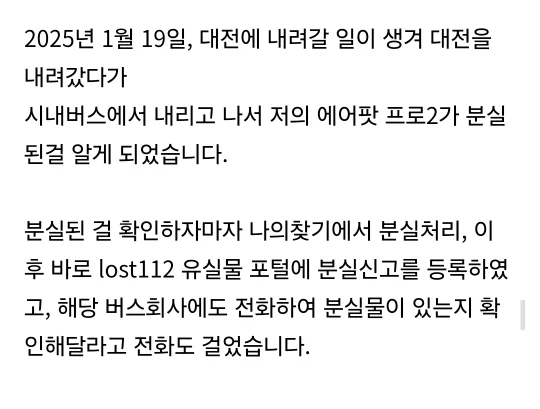 2025년 1월 19일, 대전에 내려갈 일이 생겨 대전을
내려갔다가
시내버스에서 내리고 나서 저의 에어팟 프로2가 분실
된걸 알게 되었습니다.
분실된 걸 확인하자마자 나의찾기에서 분실처리, 이
후 바로 lost112 유실물 포털에 분실신고를 등록하였
고, 해당 버스회사에도 전화하여 분실물이 있는지 확
인해달라고 전화도 걸었습니다.